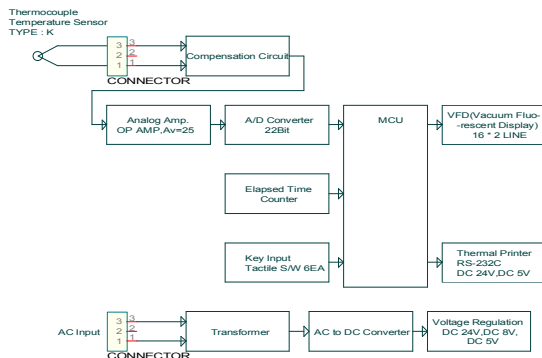 Thermocouple
Temperature Sensor
TYPE : K
3 3
2 2
1 1
CONNECTOR
Compensation Circuit
Analog Amp.
OP AMP,Av=25
A/D Converter
22Bit
MCU
VFD(Vacuum Fluo-
-rescent Display)
16 * 2 LINE
Elapsed Time
Counter
Key Input
Tactile S/W 6EA
Thermal Printer
RS-232C
DC 24V,DC 5V
AC Input
3 3
2 2
1 1
CONNECTOR
Transformer
AC to DC Converter
Voltage Regulation
DC 24V,DC 8V,
DC 5V